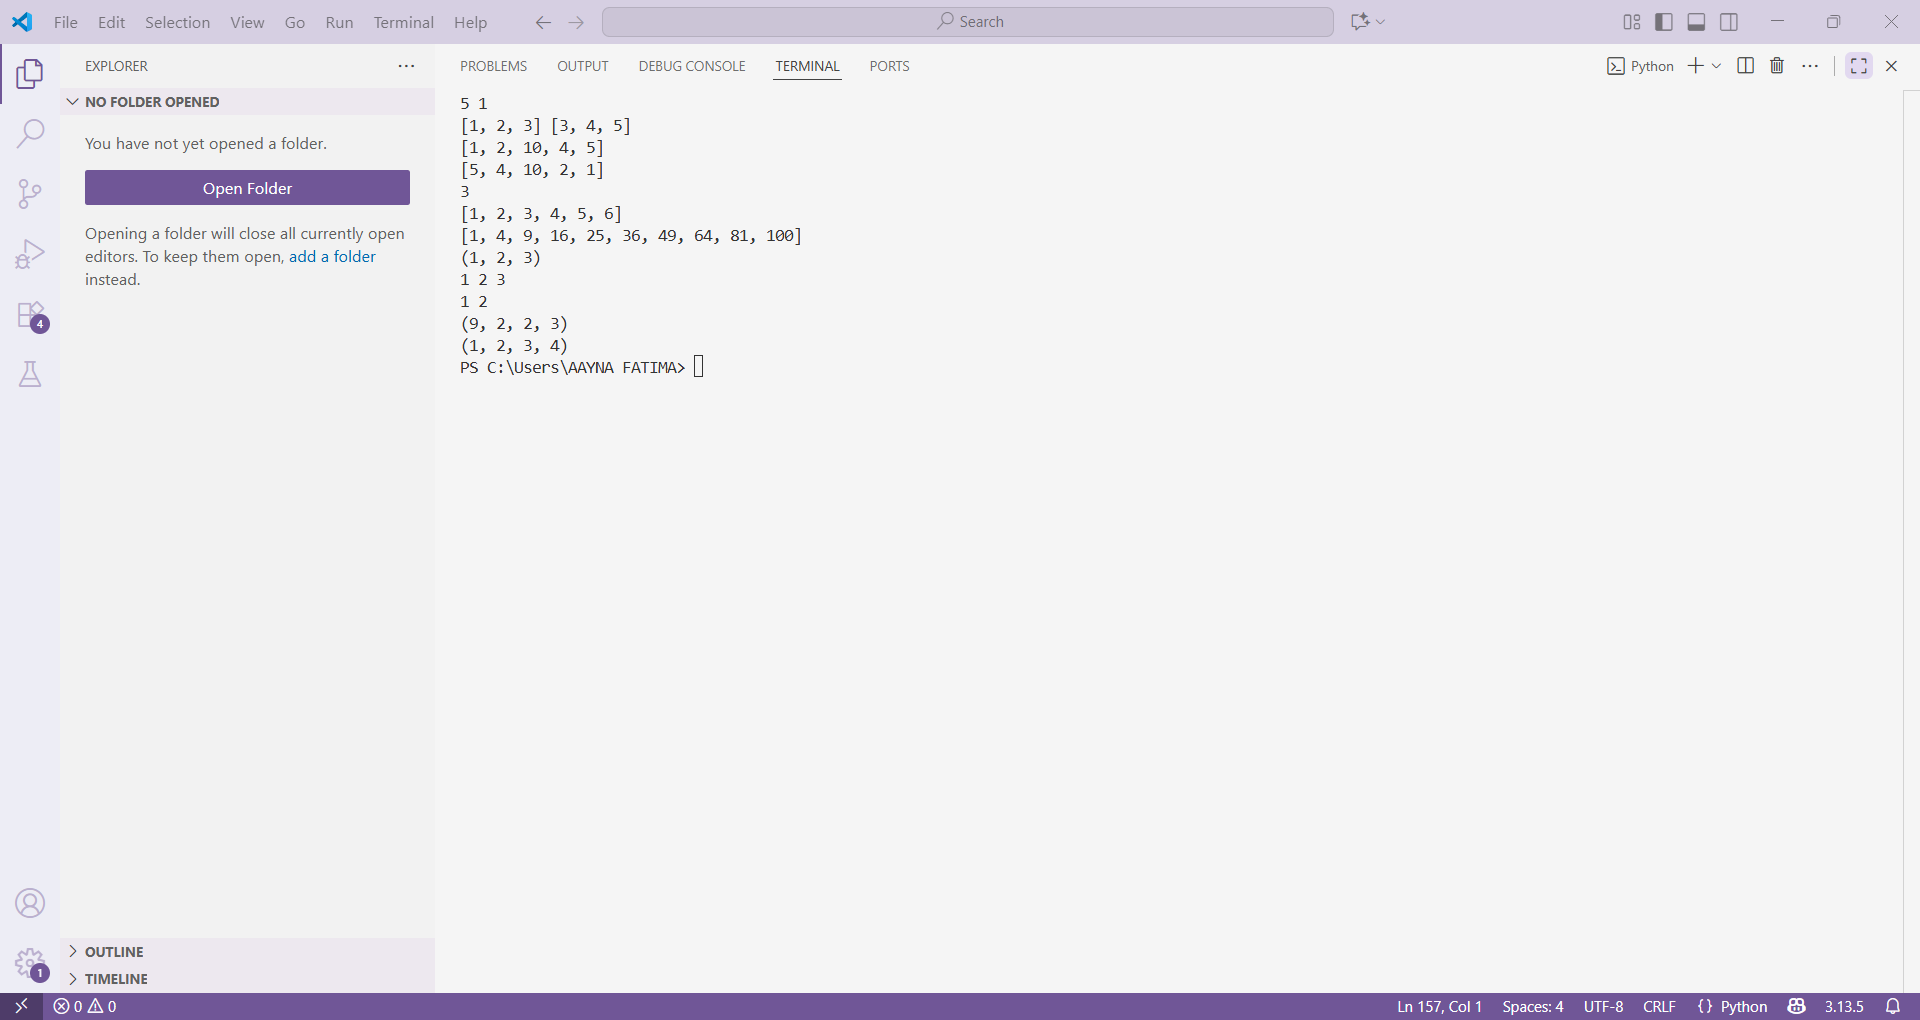 File Edit Selection View Go Run Terminal Help Search
EXPLORER
NO FOLDER OPENED
You have not yet opened a folder.
Open Folder
Opening a folder will close all currently open
editors. To keep them open, add a folder
instead.
4
1
OUTLINE
TIMELINE
PROBLEMS OUTPUT DEBUG CONSOLE TERMINAL PORTS
Python
5 1
[1, 2, 3] [3, 4, 5]
[1, 2, 10, 4, 5]
[5, 4, 10, 2, 1]
3
[1, 2, 3, 4, 5, 6]
[1, 4, 9, 16, 25, 36, 49, 64, 81, 100]
(1, 2, 3)
1 2 3
1 2
(9, 2, 2, 3)
(1, 2, 3, 4)
PS C:\Users\AAYNA FATIMA>
0 0 Ln 157, Col 1 Spaces: 4 UTF-8 CRLF {} Python 3.13.5